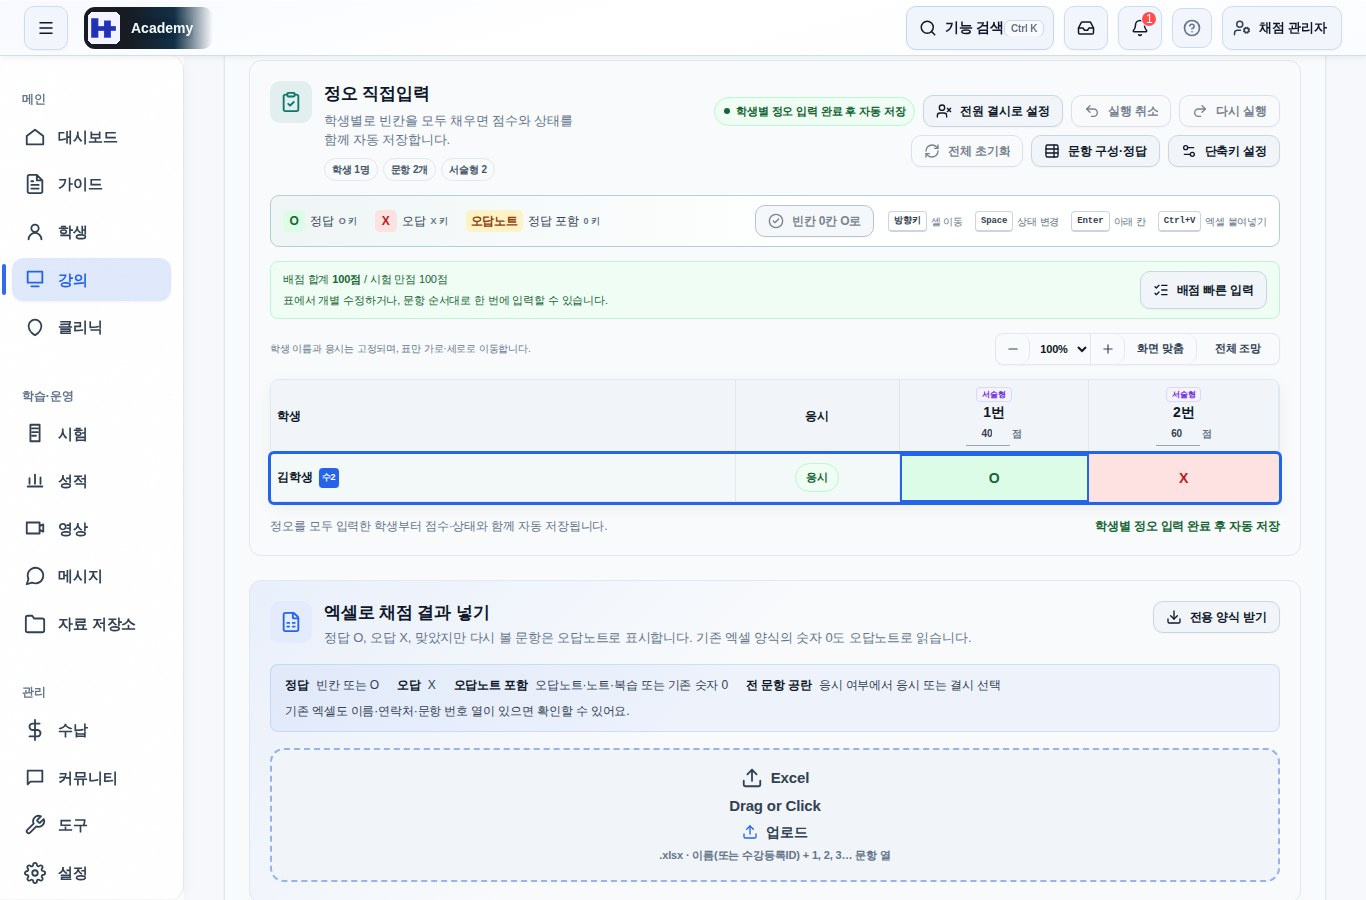 Academy
기능 검색 Ctrl K
1
채점 관리자
메인
대시보드
가이드
학생
강의
클리닉
학습·운영
시험
성적
영상
메시지
자료 저장소
관리
수납
커뮤니티
도구
설정
정오 직접입력
학생별로 빈칸을 모두 채우면 점수와 상태를
함께 자동 저장합니다.
학생 1명 문항 2개 서술형 2
학생별 정오 입력 완료 후 자동 저장 전원 결시로 설정 실행 취소 다시 실행
전체 초기화 문항 구성·정답 단축키 설정
O 정답 O 키 X 오답 X 키 오답노트 정답 포함 0 키 빈칸 0칸 O로 방향키 셀 이동 Space 상태 변경 Enter 아래 칸 Ctrl+V 엑셀 붙여넣기
배점 합계 100점 / 시험 만점 100점
표에서 개별 수정하거나, 문항 순서대로 한 번에 입력할 수 있습니다.
배점 빠른 입력
학생 이름과 응시는 고정되며, 표만 가로·세로로 이동합니다.
100% 화면 맞춤 전체 조망
학생 응시
서술형
1번
40 점
서술형
2번
60 점
김학생 수2 응시 O X
정오를 모두 입력한 학생부터 점수·상태와 함께 자동 저장됩니다.
학생별 정오 입력 완료 후 자동 저장
엑셀로 채점 결과 넣기
정답 O, 오답 X, 맞았지만 다시 볼 문항은 오답노트로 표시합니다. 기존 엑셀 양식의 숫자 0도 오답노트로 읽습니다.
전용 양식 받기
정답 빈칸 또는 O 오답 X 오답노트 포함 오답노트·노트·복습 또는 기존 숫자 0 전 문항 공란 응시 여부에서 응시 또는 결시 선택
기존 엑셀도 이름·연락처·문항 번호 열이 있으면 확인할 수 있어요.
Excel
Drag or Click
업로드
.xlsx · 이름(또는 수강등록ID) + 1, 2, 3… 문항 열